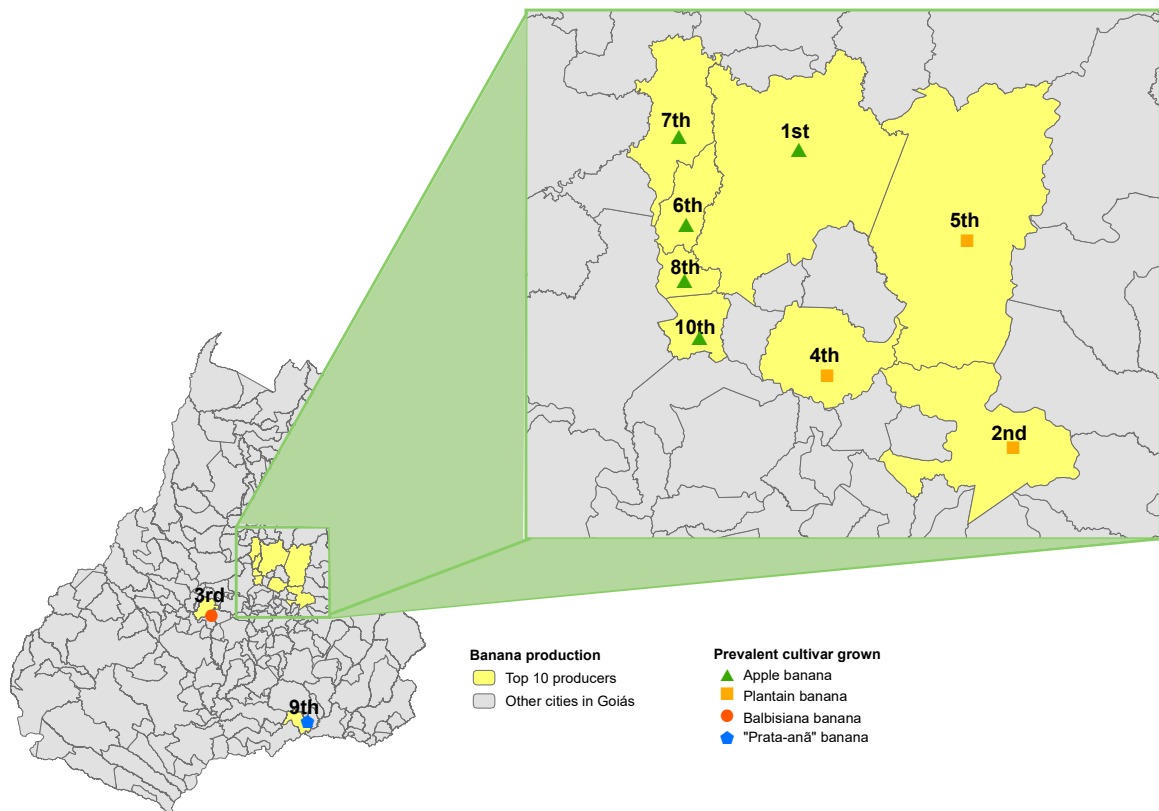 7th
1st
6th
5th
8th
10th
4th
2nd
3rd
9th
Banana production
Top 10 producers
Other cities in Goiás
Prevalent cultivar grown
Apple banana
Plantain banana
Balbisiana banana
"Prata-anã" banana